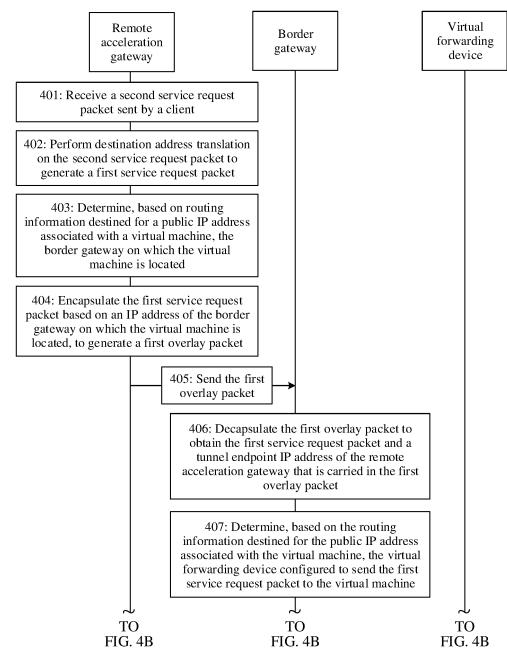 Remote
acceleration
gateway
Border
gateway
Virtual
forwarding
device
401: Receive a second service request
packet sent by a client
402: Perform destination address translation
on the second service request packet to
generate a first service request packet
403: Determine, based on routing
information destined for a public IP address
associated with a virtual machine, the
border gateway on which the virtual
machine is located
404: Encapsulate the first service request
packet based on an IP address of the border
gateway on which the virtual machine is
located, to generate a first overlay packet
405: Send the first
overlay packet
406: Decapsulate the first overlay packet to
obtain the first service request packet and a
tunnel endpoint IP address of the remote
acceleration gateway that is carried in the first
overlay packet
407: Determine, based on the routing
information destined for the public IP address
associated with the virtual machine, the virtual
forwarding device configured to send the first
service request packet to the virtual machine
TO
FIG. 4B
TO
FIG. 4B
TO
FIG. 4B